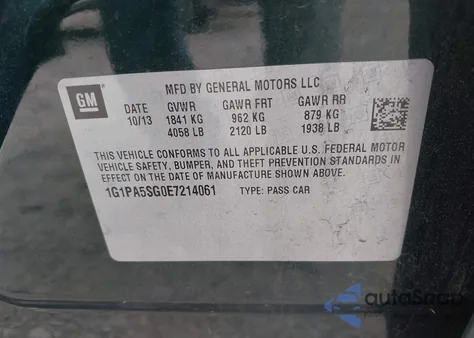 GM
MFD BY GENERAL MOTORS LLC
10/13 GVWR GAWR FRT GAWR RR
1841 KG 962 KG 879 KG
4058 LB 2120 LB 1938 LB
THIS VEHICLE CONFORMS TO ALL APPLICABLE U.S. FEDERAL MOTOR
VEHICLE SAFETY, BUMPER, AND THEFT PREVENTION STANDARDS IN
EFFECT ON THE DATE OF MANUFACTURE SHOWN ABOVE.
1G1PA5SG0E7214061 TYPE: PASS CAR
autoSnap